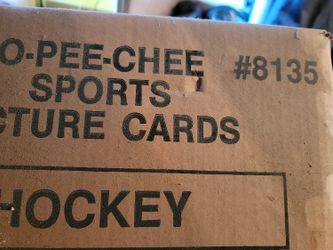 O-PEE-CHEE #8135
SPORTS
CTURE CARDS
HOCKEY